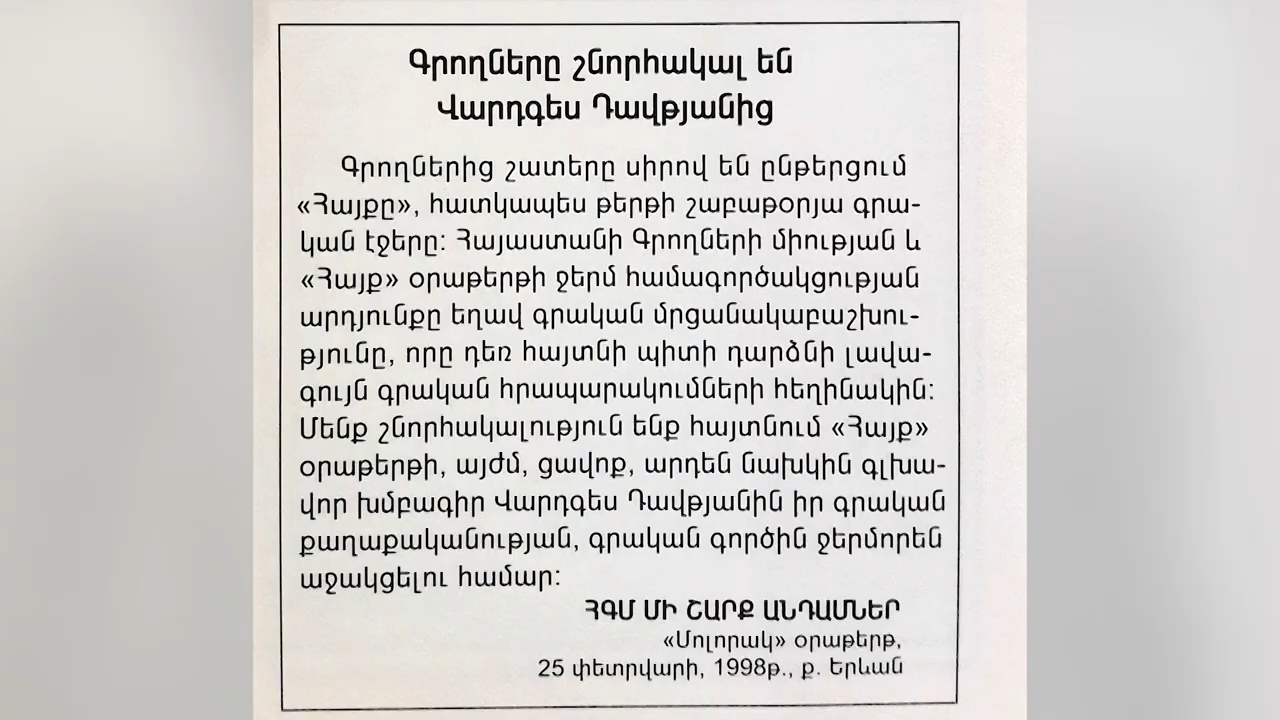 Գրողները շնորհակալ են
Վարդգես Դավթյանից
Գրողներից շատերը սիրով են ընթերցում
«Հայքը», հատկապես թերթի շաբաթօրյա գրա-
կան էջերը։ Հայաստանի Գրողների միության և
«Հայք» օրաթերթի ջերմ համագործակցության
արդյունքը եղավ գրական մրցանակաբաշխու-
թյունը, որը դեռ հայտնի պիտի դարձնի լավա-
գույն գրական հրապարակումների հեղինակին։
Մենք շնորհակալություն ենք հայտնում «Հայք»
օրաթերթի, այժմ, ցավոք, արդեն նախկին գլխա-
վոր խմբագիր Վարդգես Դավթյանին իր գրական
քաղաքականության, գրական գործին ջերմորեն
աջակցելու համար։
ՀԳՄ ՄԻ ՇԱՐՔ ԱՆԴԱՄՆԵՐ
«Մոլորակ» օրաթերթ,
25 փետրվարի, 1998թ., ք. Երևան